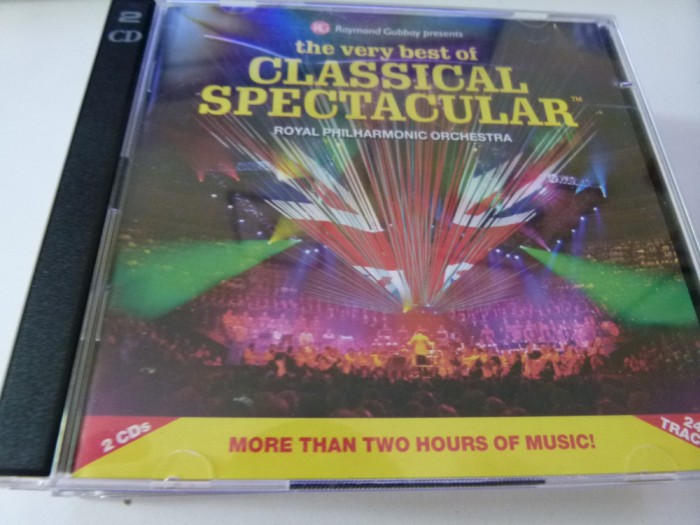 2
CD
RG Raymond Gubbay presents
the very best of
CLASSICAL
SPECTACULAR™
ROYAL PHILHARMONIC ORCHESTRA
2 CDs
MORE THAN TWO HOURS OF MUSIC!
24